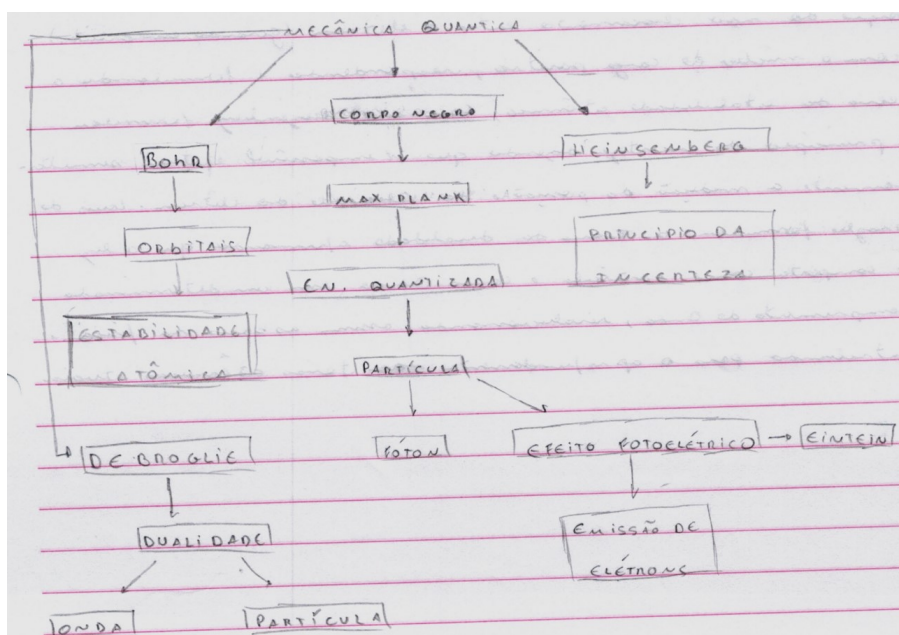 MECÂNICA QUANTICA
CORPO NEGRO
BOHR
HEINSENBERG
MAX PLANK
ORBITAIS
PRINCÍPIO DA
INCERTEZA
EN. QUANTIZADA
ESTABILIDADE
ATÔMICA
PARTÍCULA
DE BROGLIE
FÓTON
EFEITO FOTOELÉTRICO
EINTEIN
DUALIDADE
EMISSÃO DE
ELÉTRONS
ONDA
PARTÍCULA